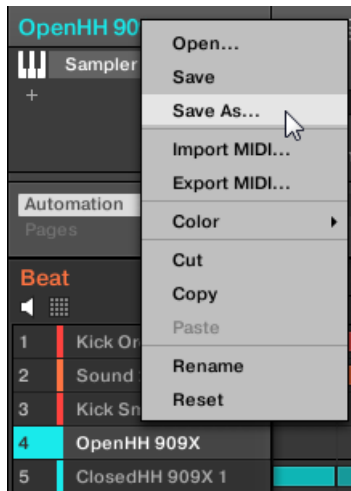 OpenHH 90
Sampler
+
Open...
Save
Save As...
Import MIDI...
Export MIDI...
Color
Cut
Copy
Paste
Rename
Reset
Automation
Pages
Beat
1 Kick Or
2 Sound
3 Kick Sn
4 OpenHH 909X
5 ClosedHH 909X 1